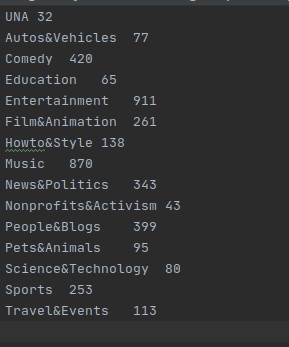 UNA 32
Autos&Vehicles 77
Comedy 420
Education 65
Entertainment 911
Film&Animation 261
Howto&Style 138
Music 870
News&Politics 343
Nonprofits&Activism 43
People&Blogs 399
Pets&Animals 95
Science&Technology 80
Sports 253
Travel&Events 113